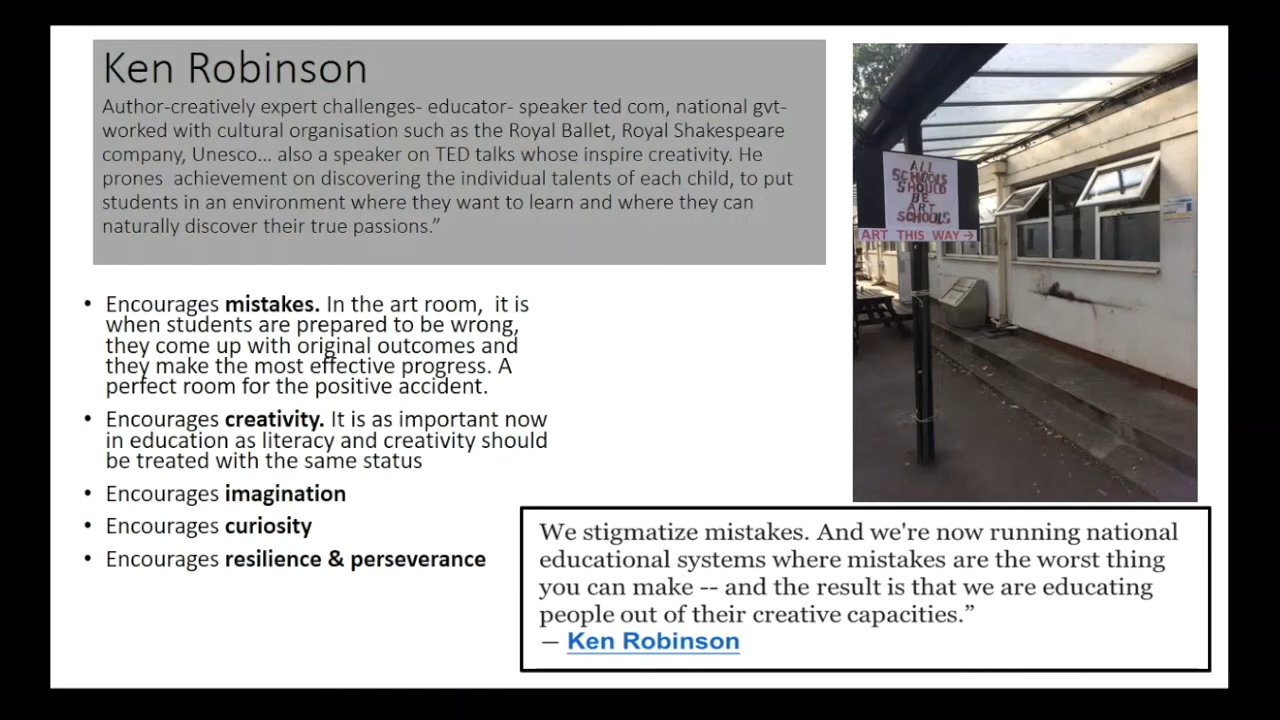 Ken Robinson
Author-creatively expert challenges- educator- speaker ted com, national gvt-
worked with cultural organisation such as the Royal Ballet, Royal Shakespeare
company, Unesco... also a speaker on TED talks whose inspire creativity. He
prones  achievement on discovering the individual talents of each child, to put
students in an environment where they want to learn and where they can
naturally discover their true passions.”
• Encourages mistakes. In the art room,  it is
when students are prepared to be wrong,
they come up with original outcomes and
they make the most effective progress. A
perfect room for the positive accident.
• Encourages creativity. It is as important now
in education as literacy and creativity should
be treated with the same status
• Encourages imagination
• Encourages curiosity
• Encourages resilience & perseverance
ALL
SCHOOLS
SHOULD
BE
ART
SCHOOLS
ART THIS WAY →
We stigmatize mistakes. And we're now running national
educational systems where mistakes are the worst thing
you can make -- and the result is that we are educating
people out of their creative capacities.”
— Ken Robinson